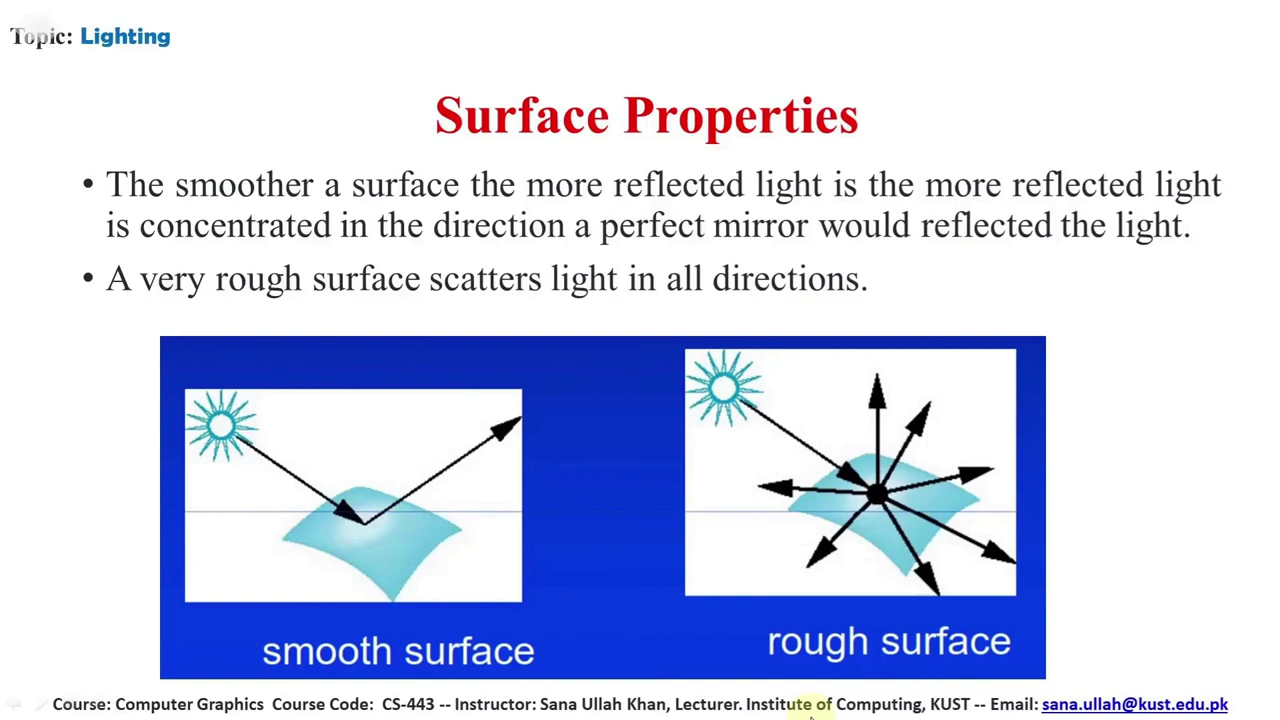 Topic: Lighting
Surface Properties
• The smoother a surface the more reflected light is the more reflected light
is concentrated in the direction a perfect mirror would reflected the light.
• A very rough surface scatters light in all directions.
smooth surface
rough surface
Course: Computer Graphics Course Code: CS-443 -- Instructor: Sana Ullah Khan, Lecturer. Institute of Computing, KUST -- Email: sana.ullah@kust.edu.pk